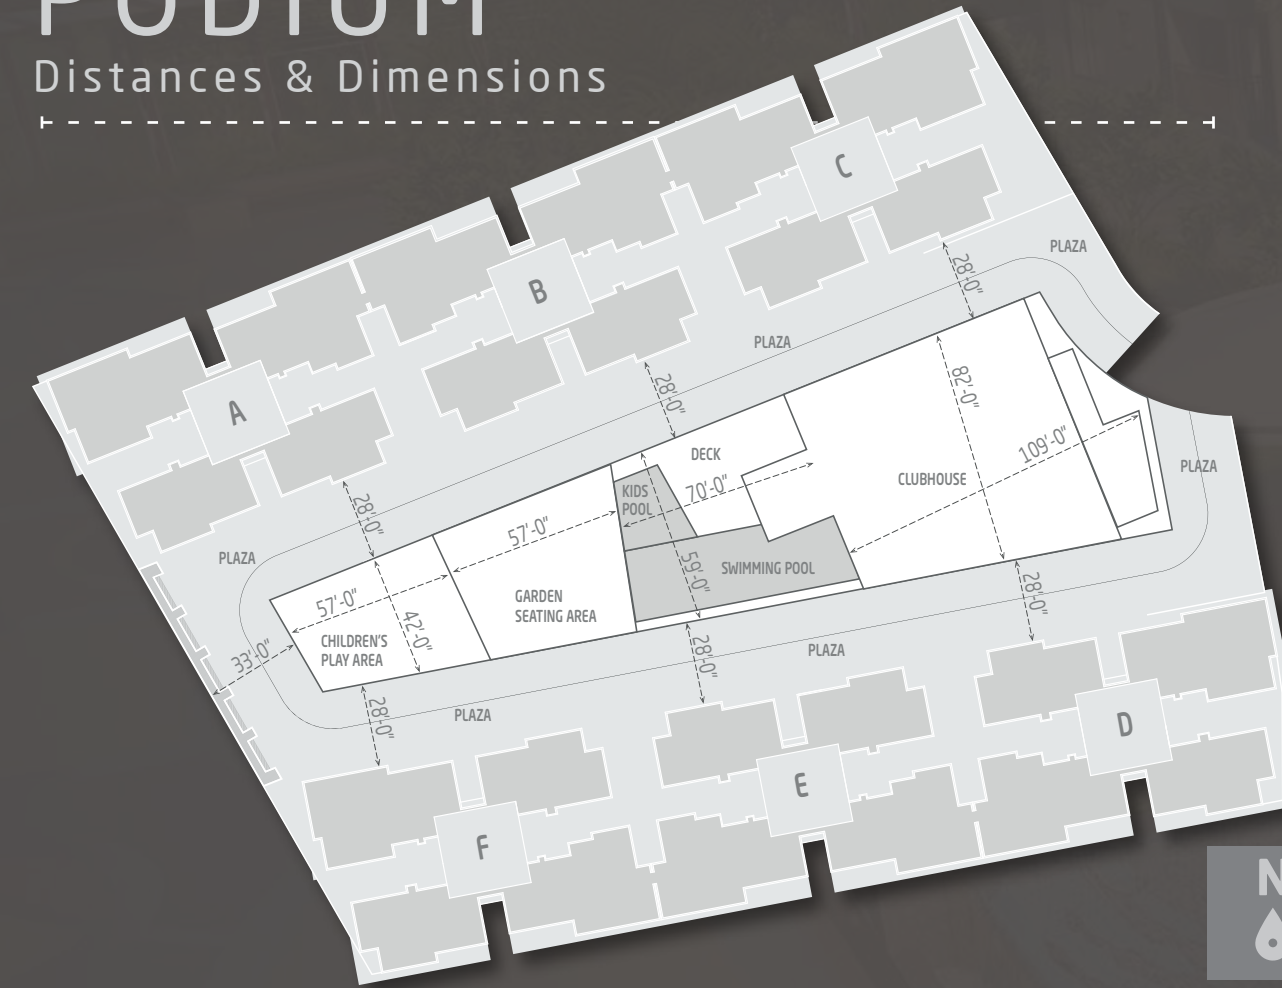 PODIUM
Distances & Dimensions
C
PLAZA
28'-0"
B
PLAZA
28'-0"
82'-0"
A
DECK
109'-0"
PLAZA
CLUBHOUSE
KIDS
POOL
70'-0"
28'-0"
57'-0"
PLAZA
59'-0"
SWIMMING POOL
28'-0"
57'-0"
GARDEN
SEATING AREA
42'-0"
CHILDREN'S
PLAY AREA
33'-0"
28'-0"
PLAZA
28'-0"
PLAZA
D
E
F
N